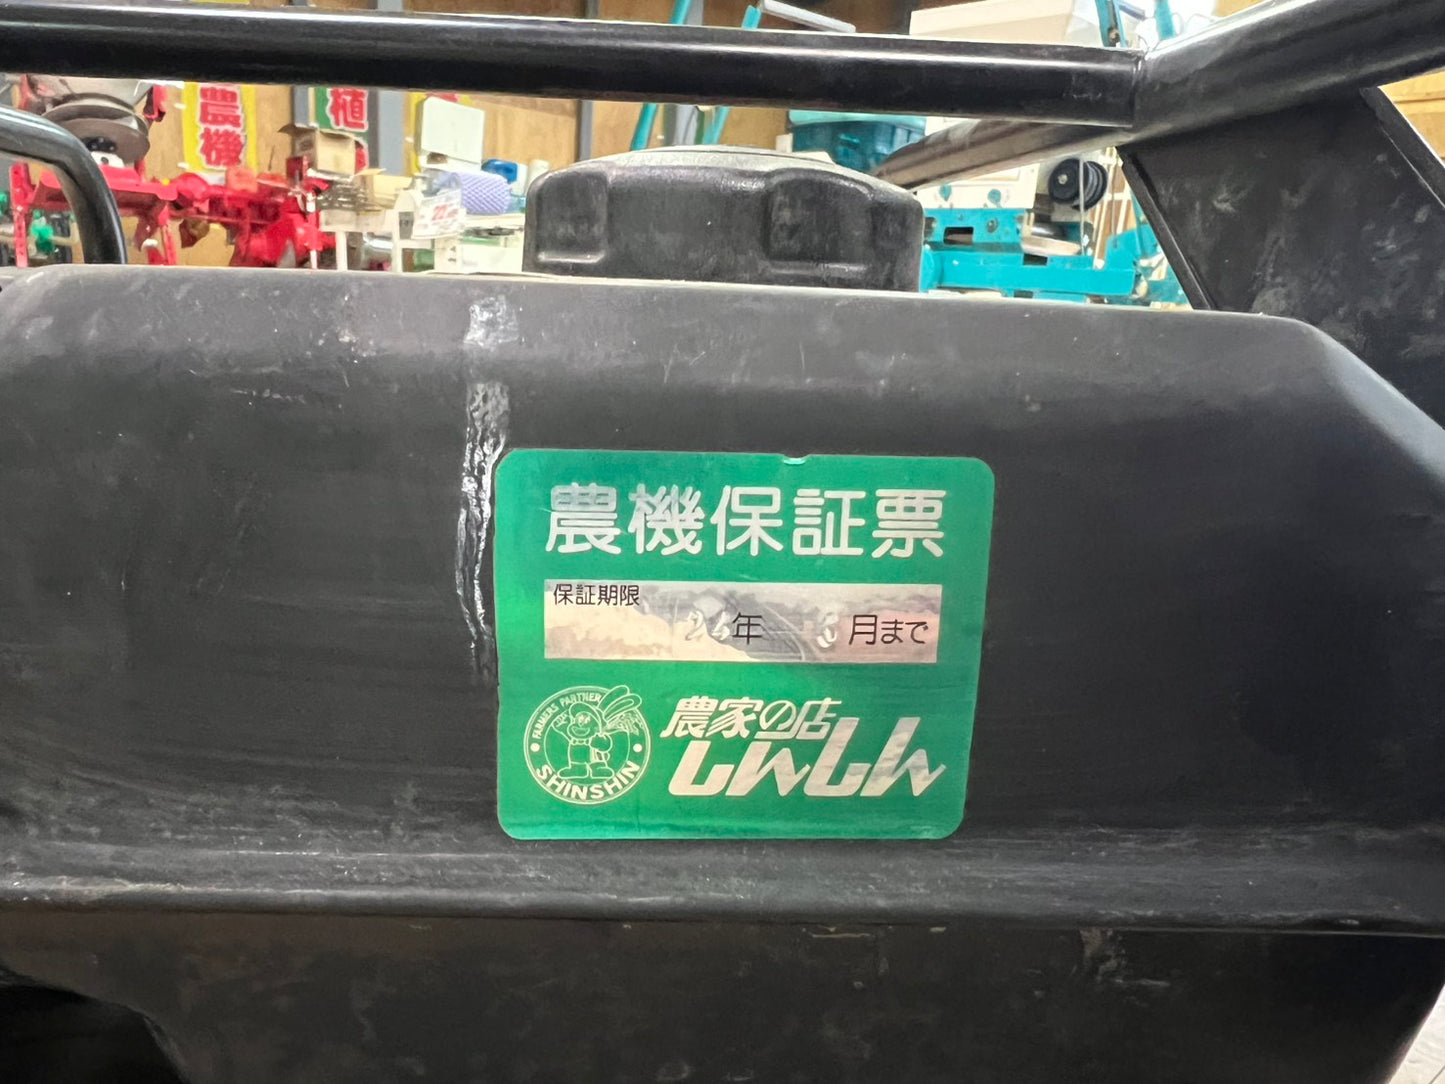 農機
植
農機保証票
保証期限
年 月まで
FARMERS PARTNER
SHINSHIN
農家の店
しんしん